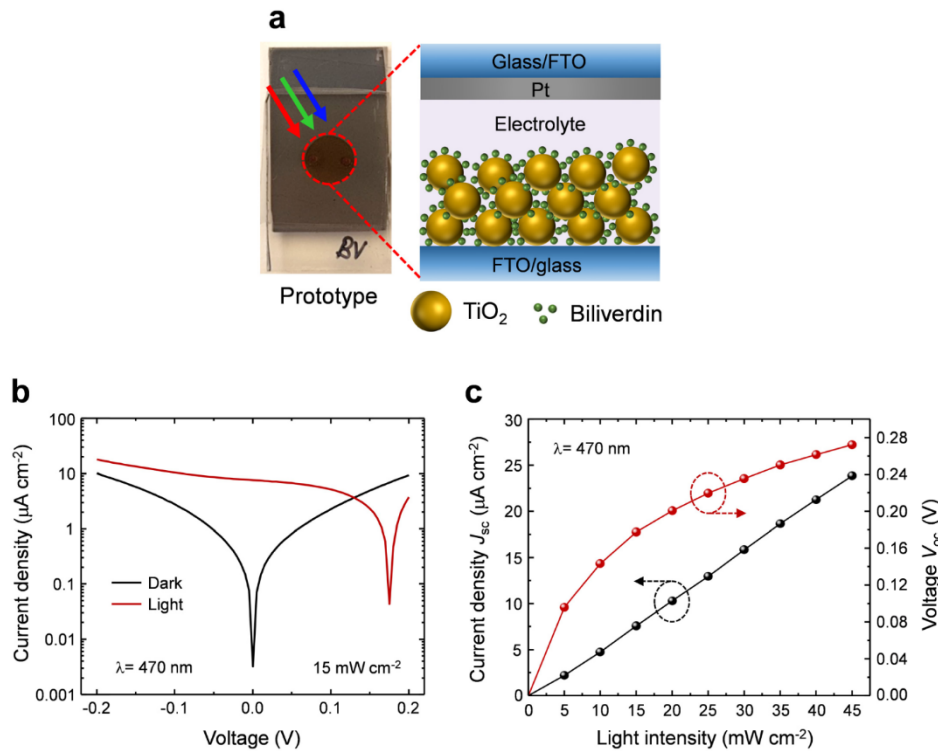 a
Glass/FTO
Pt
Electrolyte
FTO/glass
BV
Prototype
TiO₂
Biliverdin
b
Current density (μA cm⁻²)
100
10
1
0.1
0.01
0.001
Dark
Light
λ= 470 nm
15 mW cm⁻²
-0.2
-0.1
0.0
0.1
0.2
Voltage (V)
c
Current density Jsc (μA cm⁻²)
30
25
20
15
10
5
0
λ= 470 nm
0.28
0.24
0.20
0.16
0.12
0.08
0.04
0.00
Voltage Voc (V)
0 5 10 15 20 25 30 35 40 45
Light intensity (mW cm⁻²)